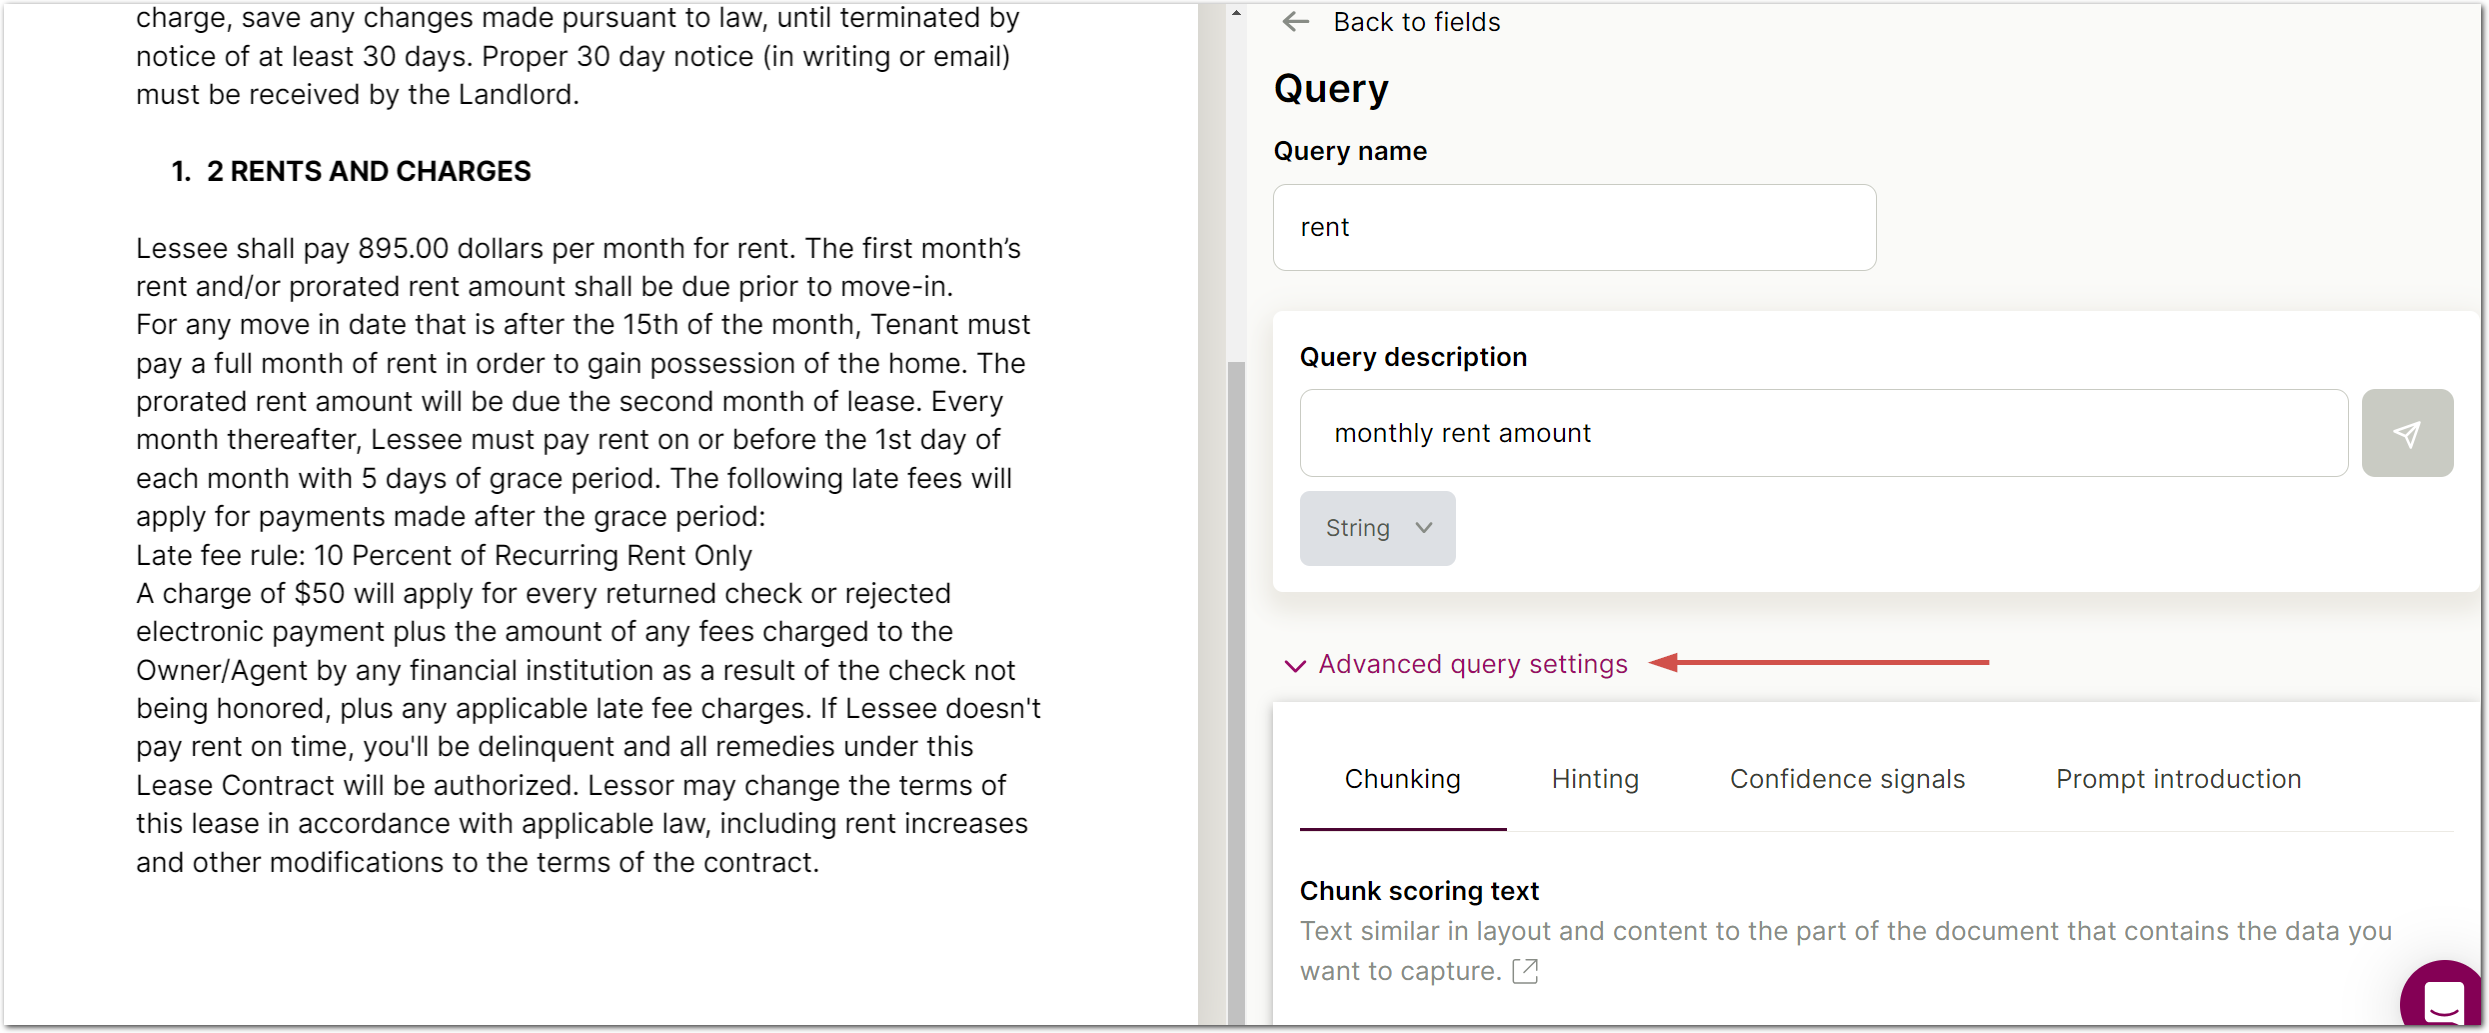 charge, save any changes made pursuant to law, until terminated by
notice of at least 30 days. Proper 30 day notice (in writing or email)
must be received by the Landlord.
1. 2 RENTS AND CHARGES
Lessee shall pay 895.00 dollars per month for rent. The first month’s
rent and/or prorated rent amount shall be due prior to move-in.
For any move in date that is after the 15th of the month, Tenant must
pay a full month of rent in order to gain possession of the home. The
prorated rent amount will be due the second month of lease. Every
month thereafter, Lessee must pay rent on or before the 1st day of
each month with 5 days of grace period. The following late fees will
apply for payments made after the grace period:
Late fee rule: 10 Percent of Recurring Rent Only
A charge of $50 will apply for every returned check or rejected
electronic payment plus the amount of any fees charged to the
Owner/Agent by any financial institution as a result of the check not
being honored, plus any applicable late fee charges. If Lessee doesn't
pay rent on time, you'll be delinquent and all remedies under this
Lease Contract will be authorized. Lessor may change the terms of
this lease in accordance with applicable law, including rent increases
and other modifications to the terms of the contract.
Back to fields
Query
Query name
rent
Query description
monthly rent amount
String
Advanced query settings
Chunking Hinting Confidence signals Prompt introduction
Chunk scoring text
Text similar in layout and content to the part of the document that contains the data you
want to capture.